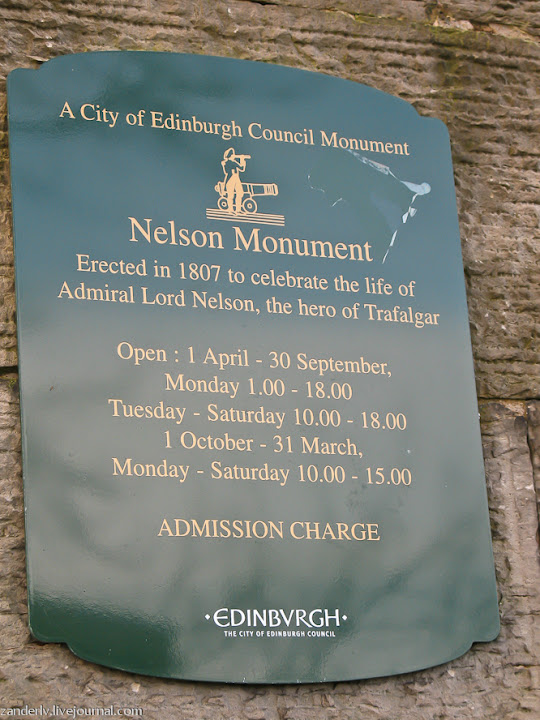 A City of Edinburgh Council Monument
Nelson Monument
Erected in 1807 to celebrate the life of
Admiral Lord Nelson, the hero of Trafalgar
Open : 1 April - 30 September,
Monday 1.00 - 18.00
Tuesday - Saturday 10.00 - 18.00
1 October - 31 March,
Monday - Saturday 10.00 - 15.00
ADMISSION CHARGE
·EDINBVRGH·
THE CITY OF EDINBURGH COUNCIL
zanderlv.livejournal.com